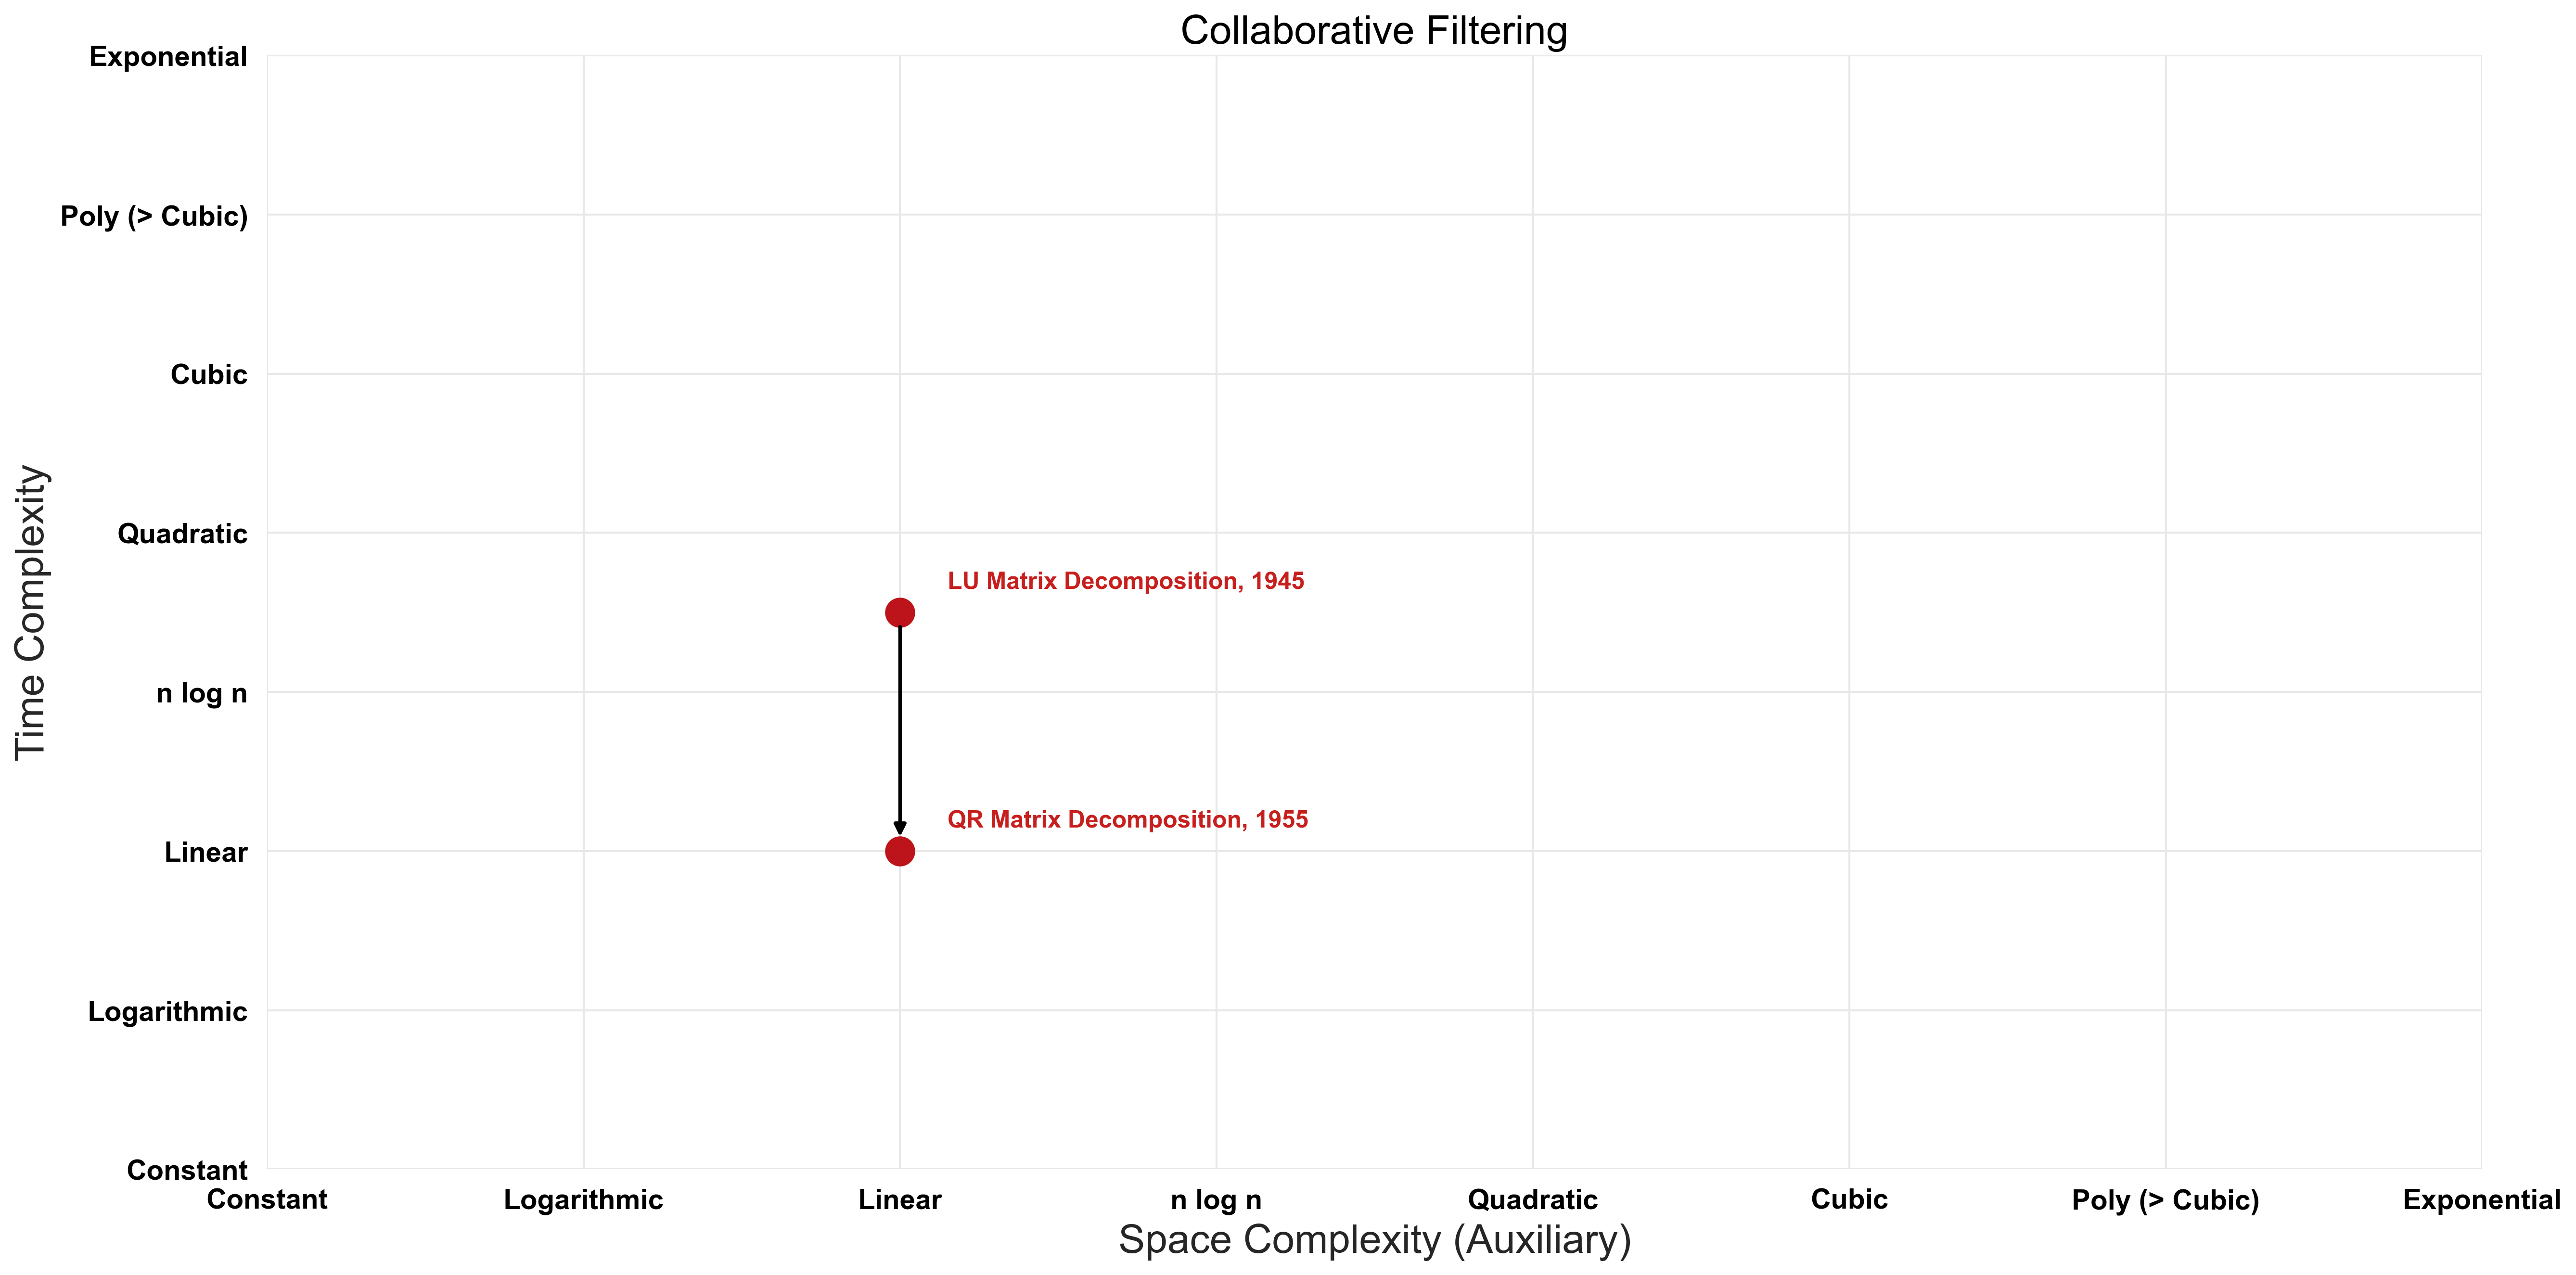 Collaborative Filtering
Exponential
Poly (> Cubic)
Cubic
Quadratic
n log n
Linear
Logarithmic
Constant
Time Complexity
LU Matrix Decomposition, 1945
QR Matrix Decomposition, 1955
Constant Logarithmic Linear n log n Quadratic Cubic Poly (> Cubic) Exponential
Space Complexity (Auxiliary)